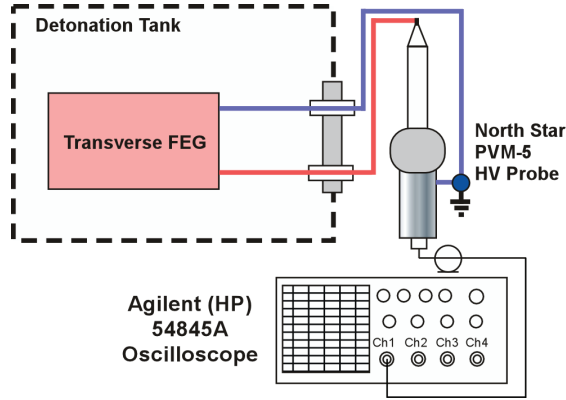 Detonation Tank
Transverse FEG
North Star
PVM-5
HV Probe
Agilent (HP)
54845A
Oscilloscope
Ch1 Ch2 Ch3 Ch4